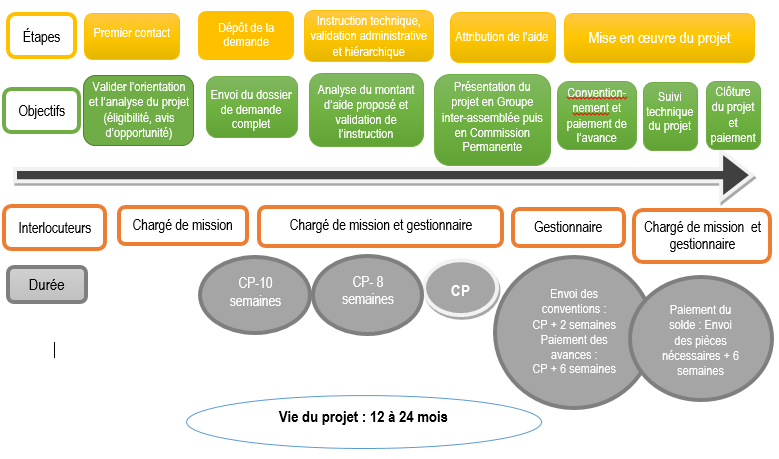 Étapes
Premier contact
Dépôt de la
demande
Instruction technique,
validation administrative
et hiérarchique
Attribution de l'aide
Mise en œuvre du projet
Objectifs
Valider l'orientation
et l'analyse du projet
(éligibilité, avis
d'opportunité)
Envoi du dossier
de demande
complet
Analyse du montant
d'aide proposé et
validation de
l'instruction
Présentation du
projet en Groupe
inter-assemblée puis
en Commission
Permanente
Convention-
nement et
paiement de
l'avance
Suivi
technique
du projet
Clôture
du projet
et
paiement
Interlocuteurs
Chargé de mission
Chargé de mission et gestionnaire
Gestionnaire
Chargé de mission et
gestionnaire
Durée
CP-10
semaines
CP- 8
semaines
CP
Envoi des
conventions :
CP + 2 semaines
Paiement des
avances :
CP + 6 semaines
Paiement du
solde : Envoi
des pièces
nécessaires + 6
semaines
Vie du projet : 12 à 24 mois